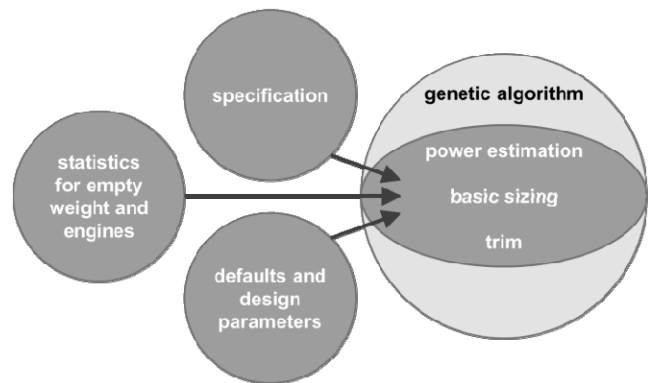 specification
statistics
for empty
weight and
engines
defaults and
design
parameters
genetic algorithm
power estimation
basic sizing
trim